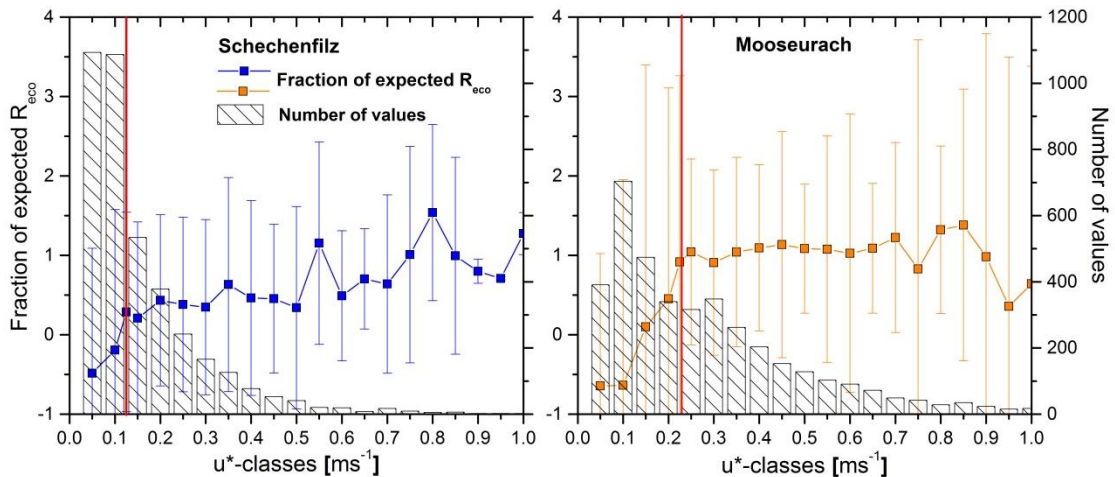 Schechenfilz
Fraction of expected R_eco
Number of values
Fraction of expected R_eco
4
3
2
1
0
-1
0.0 0.1 0.2 0.3 0.4 0.5 0.6 0.7 0.8 0.9 1.0
u*-classes [ms⁻¹]
Mooseurach
4
3
2
1
0
-1
0.1 0.2 0.3 0.4 0.5 0.6 0.7 0.8 0.9 1.0
u*-classes [ms⁻¹]
1200
1000
800
600
400
200
0
Number of values